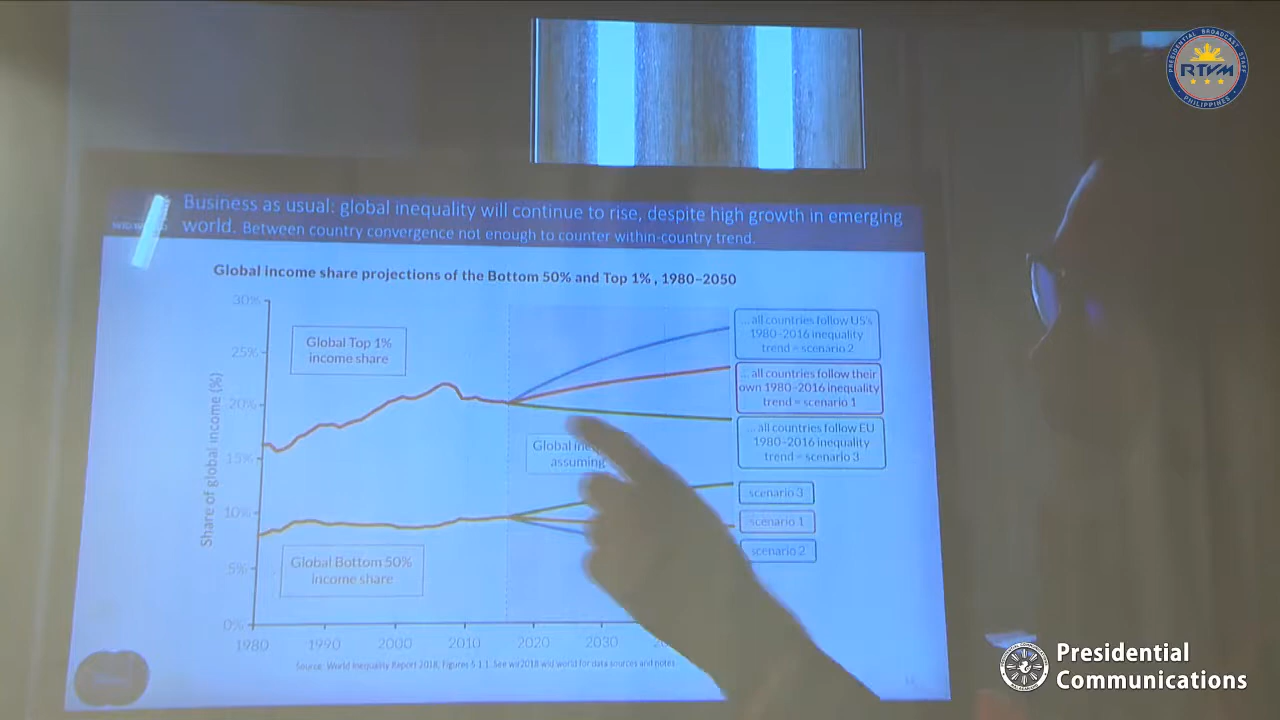 PRESIDENTIAL BROADCAST STAFF
RTVM
PHILIPPINES
Business as usual: global inequality will continue to rise, despite high growth in emerging
world. Between country convergence not enough to counter within-country trend.
Global income share projections of the Bottom 50% and Top 1%, 1980–2050
30%
25%
20%
15%
10%
5%
0%
Share of global income (%)
Global Top 1%
income share
Global Bottom 50%
income share
Global
assuming
... all countries follow US's
1980-2016 inequality
trend = scenario 2
... all countries follow their
own 1980-2016 inequality
trend = scenario 1
... all countries follow EU
1980-2016 inequality
trend = scenario 3
scenario 3
scenario 1
scenario 2
1980 1990 2000 2010 2020 2030
Source: World Inequality Report 2018, Figures 5.1.1. See wir2018.wid.world for data sources and notes
Presidential
Communications